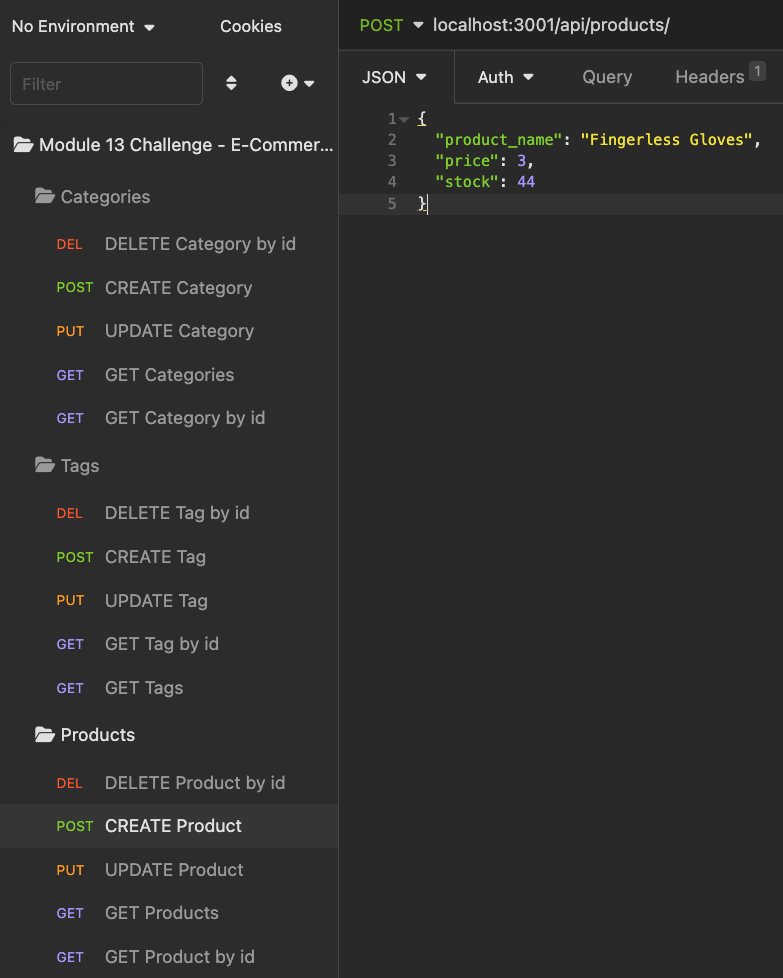 No Environment
Cookies
Filter
Module 13 Challenge - E-Commer...
Categories
DEL DELETE Category by id
POST CREATE Category
PUT UPDATE Category
GET GET Categories
GET GET Category by id
Tags
DEL DELETE Tag by id
POST CREATE Tag
PUT UPDATE Tag
GET GET Tag by id
GET GET Tags
Products
DEL DELETE Product by id
POST CREATE Product
PUT UPDATE Product
GET GET Products
GET GET Product by id
POST localhost:3001/api/products/
JSON Auth Query Headers 1
1 {
2 "product_name": "Fingerless Gloves",
3 "price": 3,
4 "stock": 44
5 }